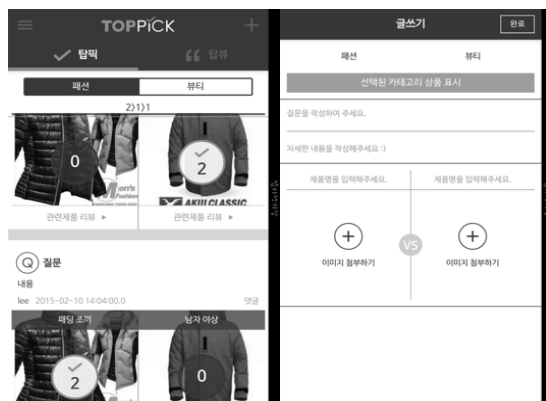 TOPPiCK
탑픽
탑뷰
패션
뷰티
2)1)1
0
2
en's
Fashion
AKIII CLASSIC
관련제품 리뷰 ▶
관련제품 리뷰 ▶
Q 질문
내용
lee 2015-02-10 14:04:00.0
댓글
패딩 조끼
남자 야상
2
0
글쓰기
완료
패션
뷰티
선택된 카테고리 상품 표시
질문을 작성하여 주세요.
자세한 내용을 작성해주세요 :)
제품명을 입력해주세요.
제품명을 입력해주세요.
VS
이미지 첨부하기
이미지 첨부하기